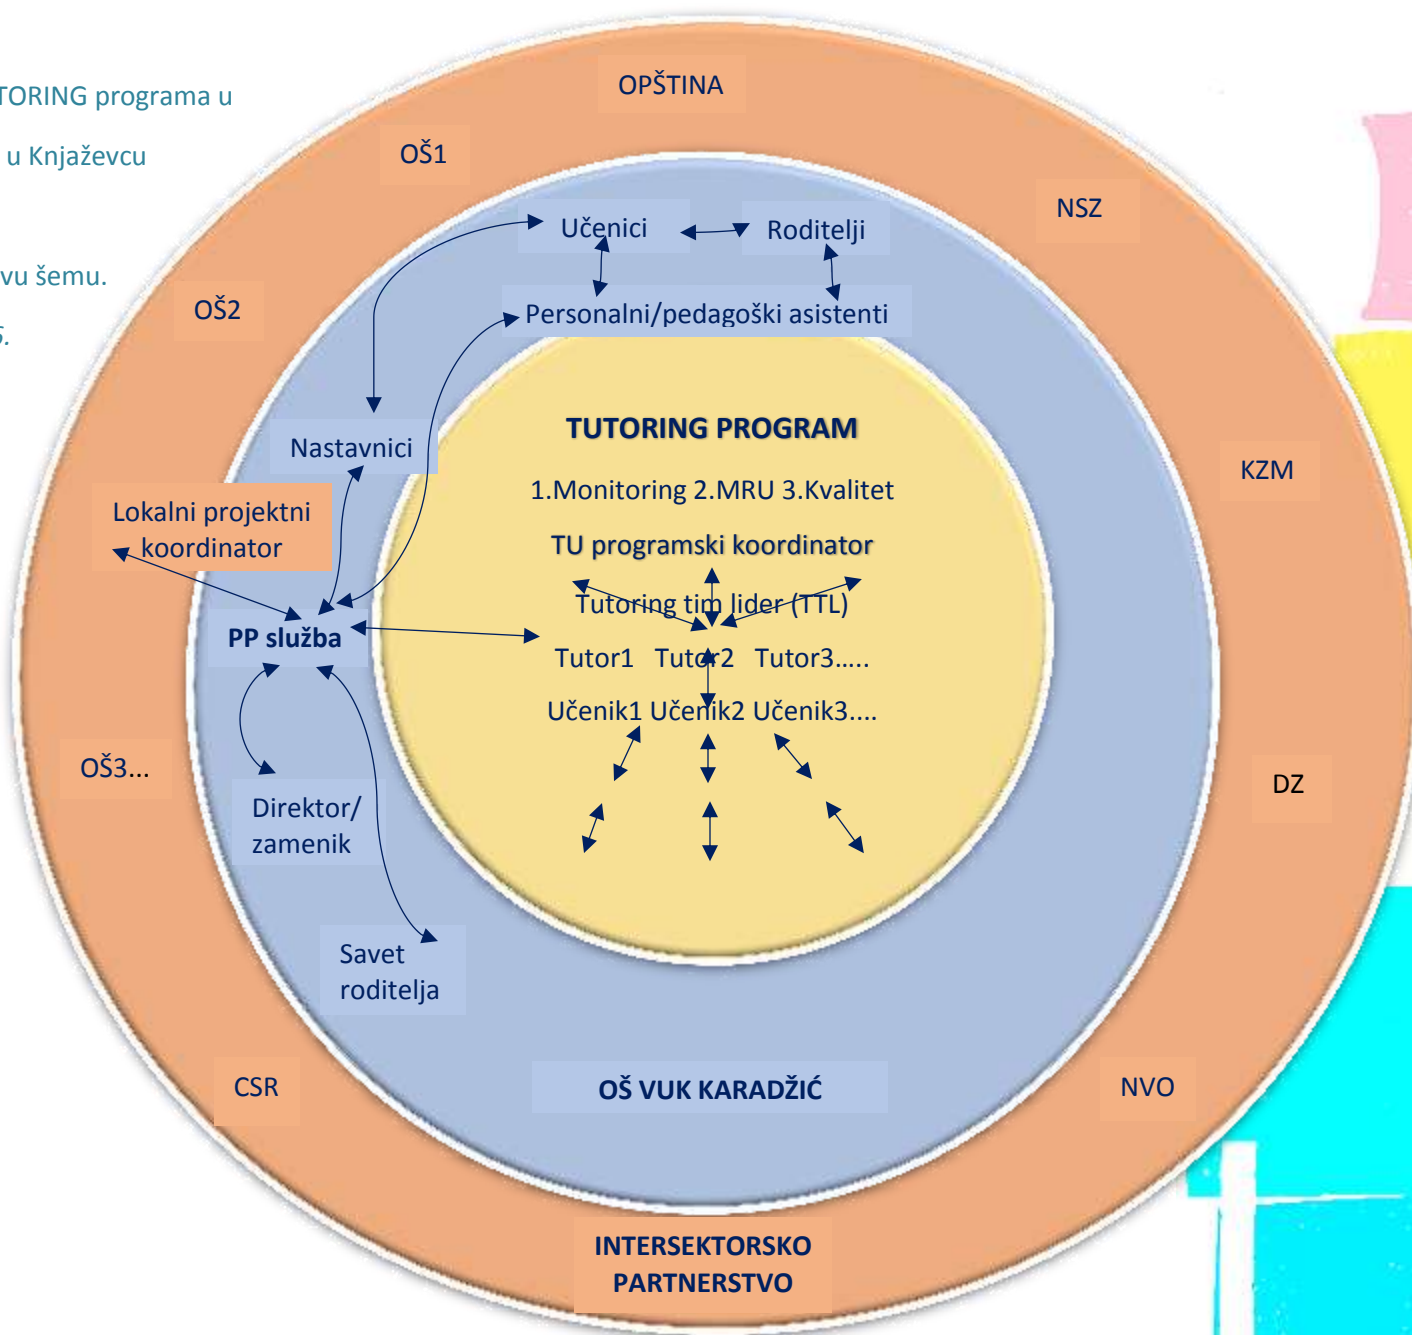 TORING programa u
u Knjaževcu
vu šemu.
OPŠTINA
OŠ1
NSZ
Učenici
Roditelji
OŠ2
Personalni/pedagoški asistenti
TUTORING PROGRAM
Nastavnici
KZM
1.Monitoring 2.MRU 3.Kvalitet
Lokalni projektni
koordinator
TU programski koordinator
Tutoring tim lider (TTL)
PP služba
Tutor1 Tutor2 Tutor3.....
Učenik1 Učenik2 Učenik3....
OŠ3...
DZ
Direktor/
zamenik
Savet
roditelja
CSR
OŠ VUK KARADŽIĆ
NVO
INTERSEKTORSKO
PARTNERSTVO